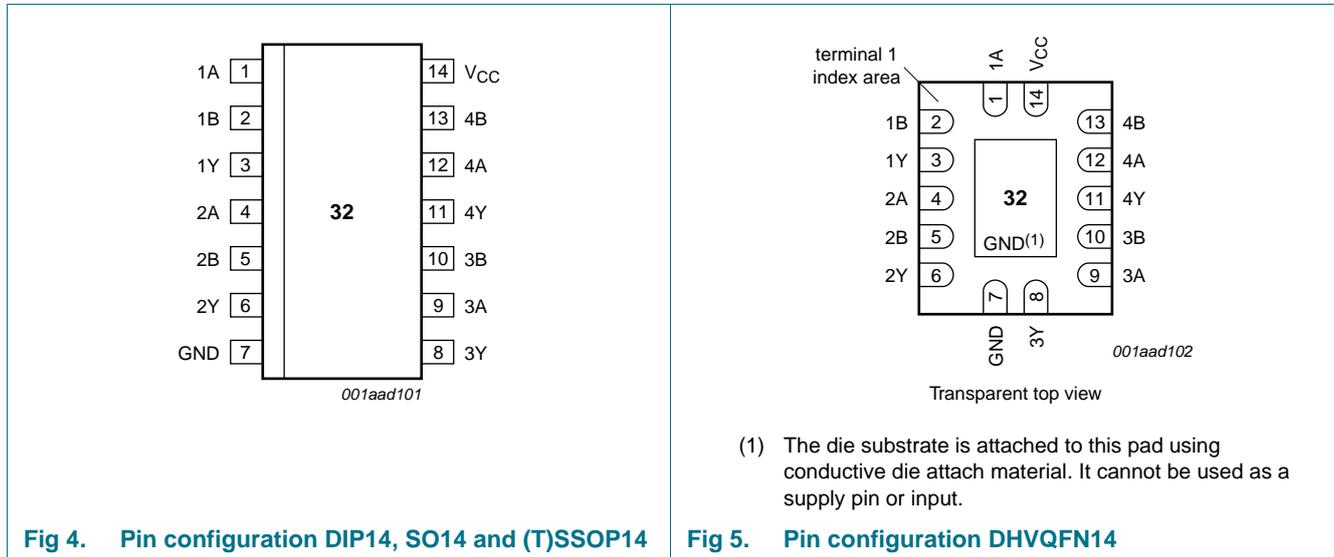 1A 1 14 VCC
1B 2 13 4B
1Y 3 12 4A
2A 4 32 11 4Y
2B 5 10 3B
2Y 6 9 3A
GND 7 8 3Y
001aad101
Fig 4. Pin configuration DIP14, SO14 and (T)SSOP14
terminal 1
index area
1A VCC
1 14
1B 2 13 4B
1Y 3 12 4A
2A 4 32 11 4Y
2B 5 10 3B
GND(1)
2Y 6 9 3A
7 8
GND 3Y
001aad102
Transparent top view
(1) The die substrate is attached to this pad using
conductive die attach material. It cannot be used as a
supply pin or input.
Fig 5. Pin configuration DHVQFN14